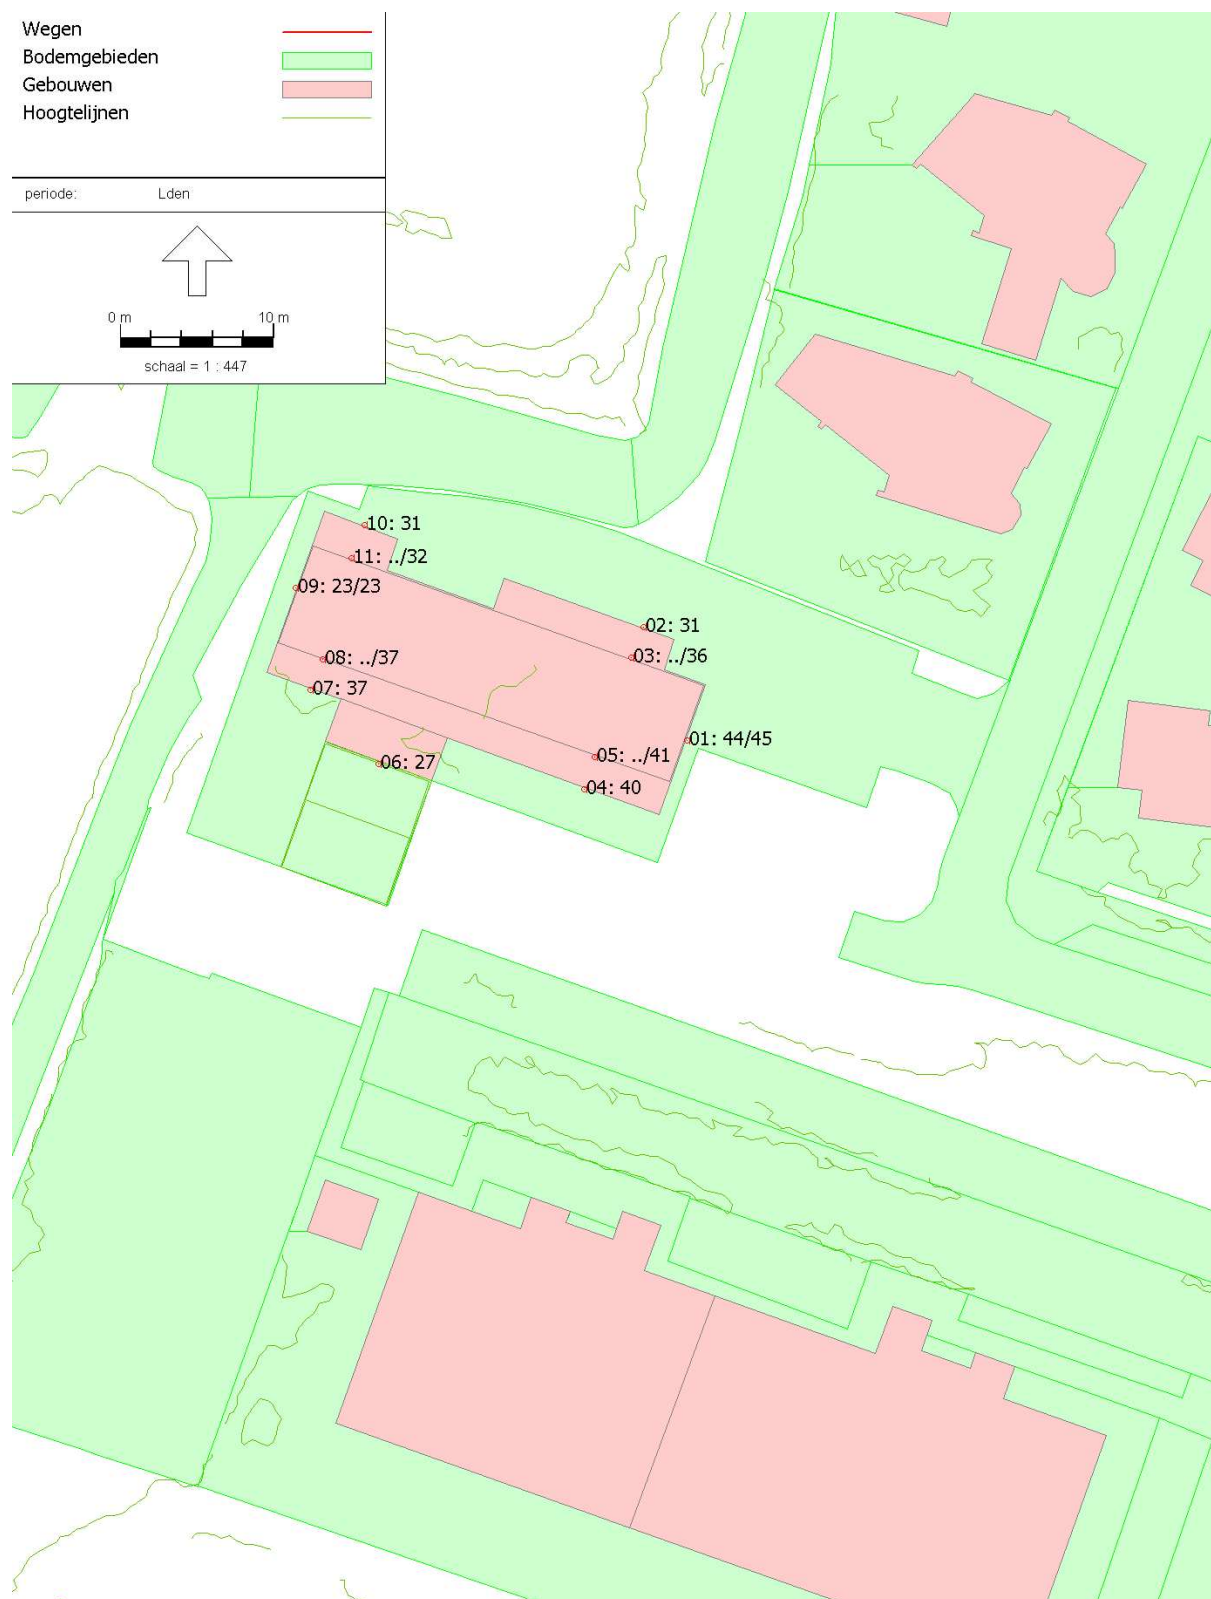 Wegen
Bodemgebieden
Gebouwen
Hoogtelijnen
periode: Lden
0 m 10 m
schaal = 1 : 447
10: 31
11: ../32
09: 23/23
02: 31
03: ../36
08: ../37
07: 37
01: 44/45
05: ../41
06: 27
04: 40